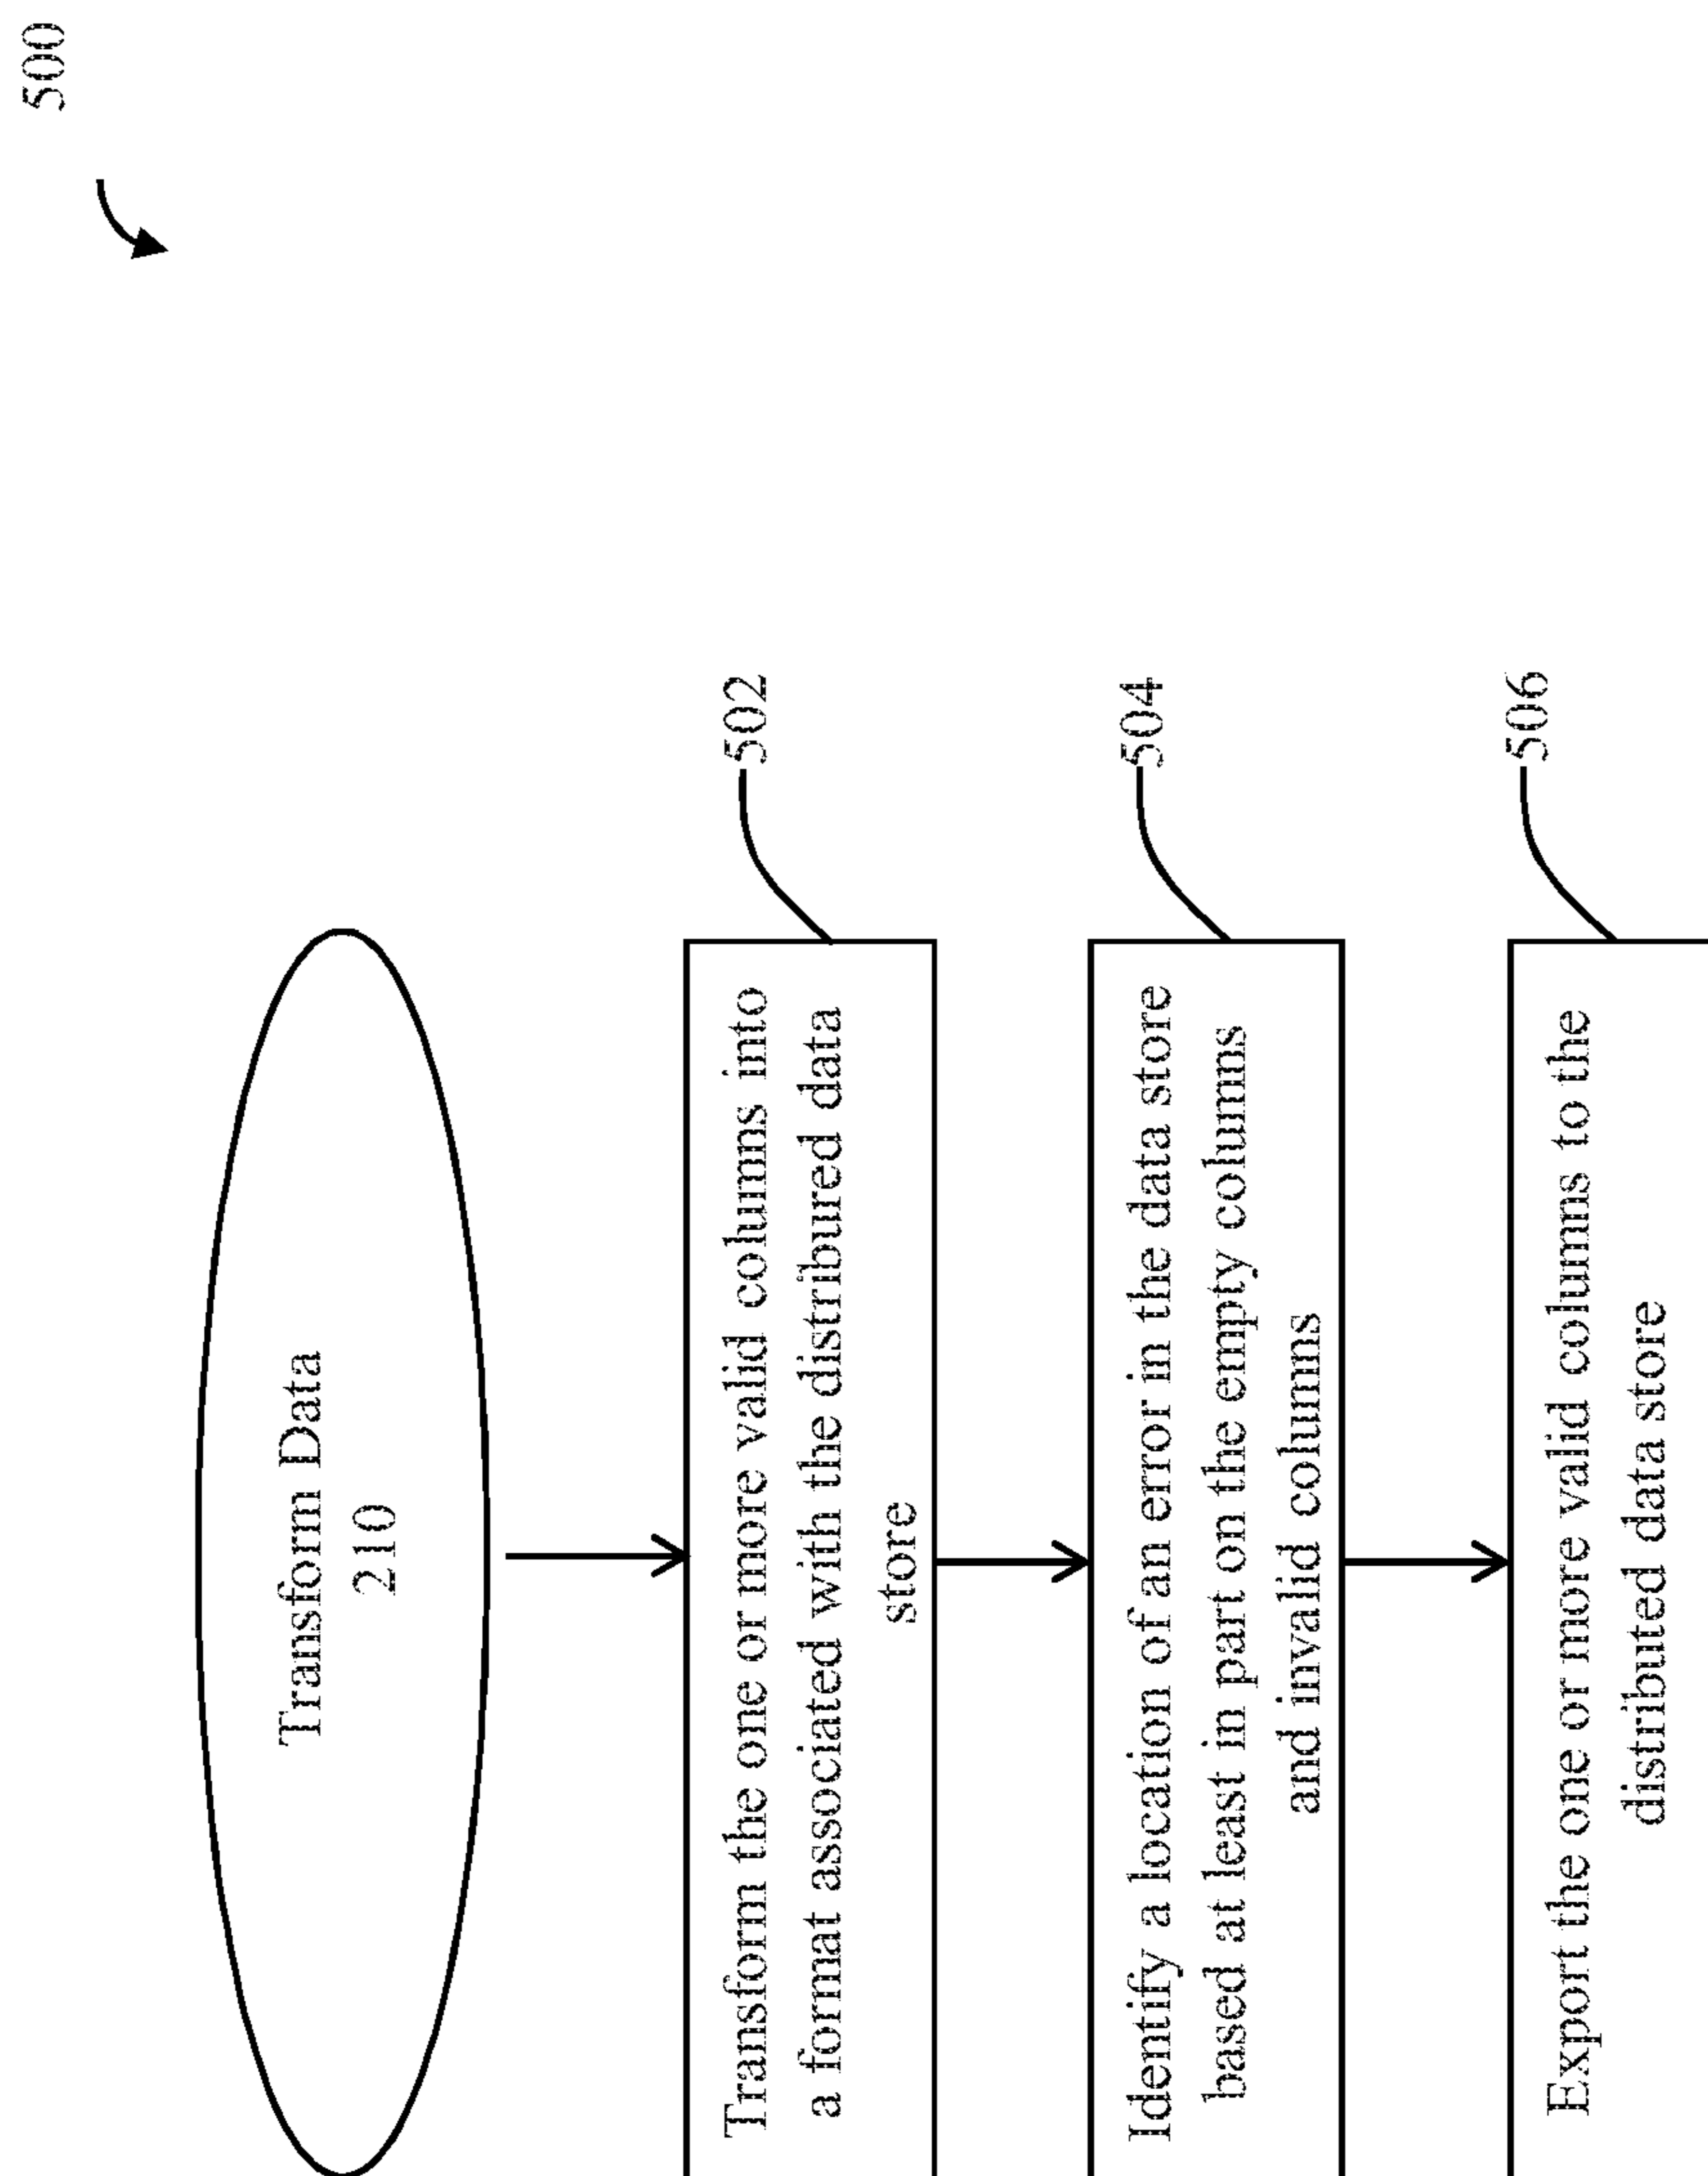 500
Transform Data
210
502
Transform the one or more valid columns into
a format associated with the distribured data
store
504
Identify a location of an error in the data store
based at least in part on the empty columns
and invalid columns
506
Export the one or more valid columns to the
distributed data store